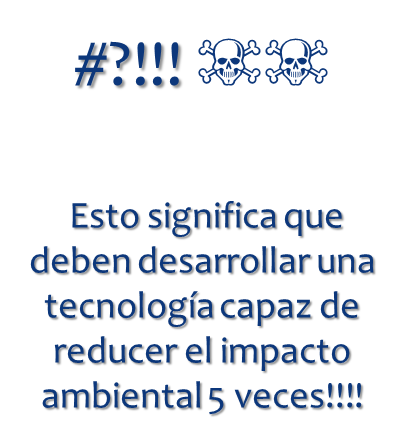 #?!!! ☠☠
Esto significa que
deben desarrollar una
tecnología capaz de
reducer el impacto
ambiental 5 veces!!!!